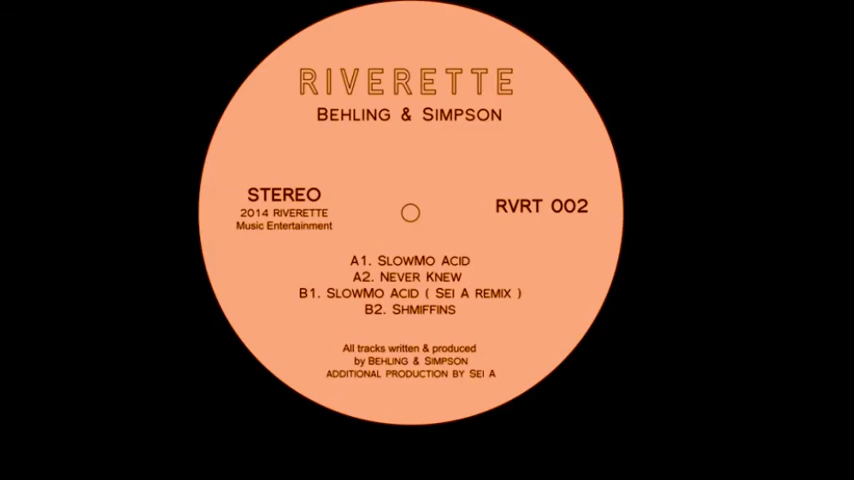 RIVERETTE
BEHLING & SIMPSON
STEREO
2014 RIVERETTE
Music Entertainment
RVRT 002
A1. SLOWMO ACID
A2. NEVER KNEW
B1. SLOWMO ACID ( SEI A REMIX )
B2. SHMIFFINS
All tracks written & produced
by BEHLING & SIMPSON
ADDITIONAL PRODUCTION BY SEI A